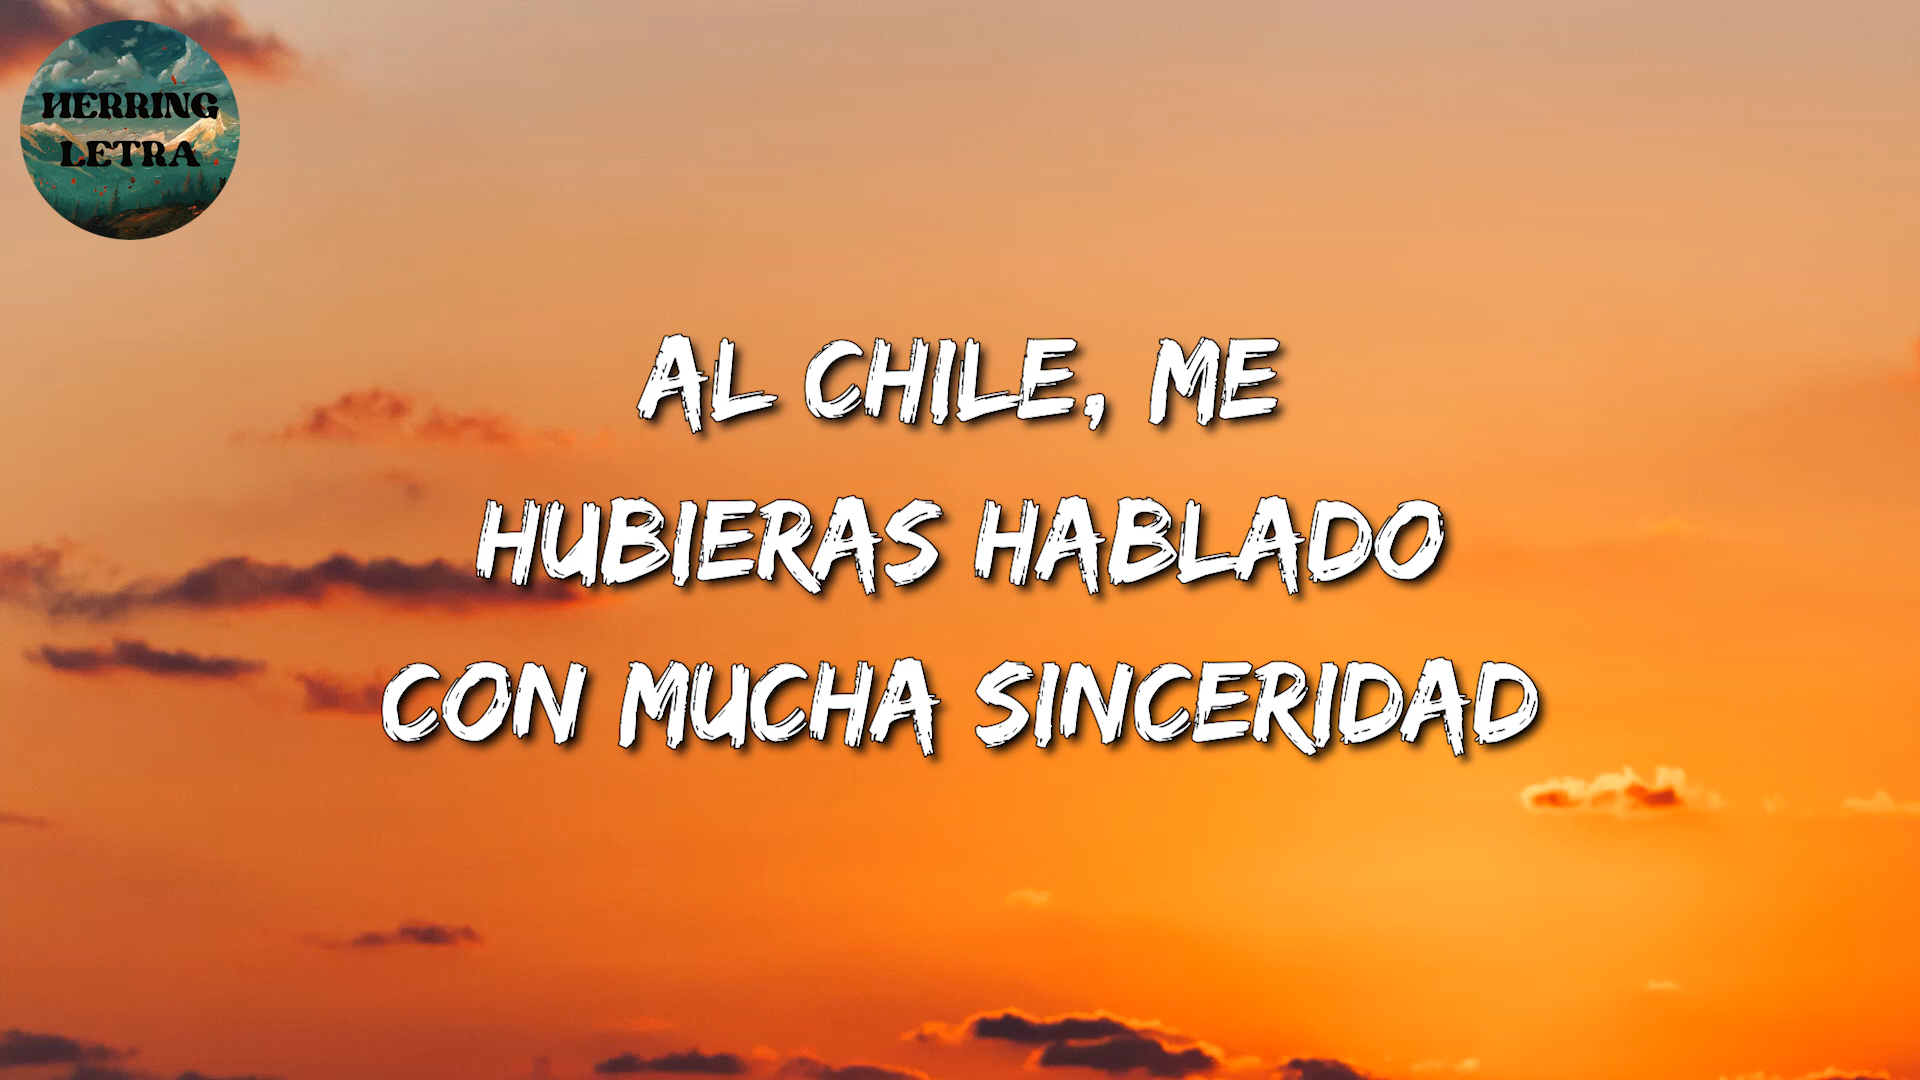 HERRING
LETRA
AL CHILE, ME
HUBIERAS HABLADO
CON MUCHA SINCERIDAD